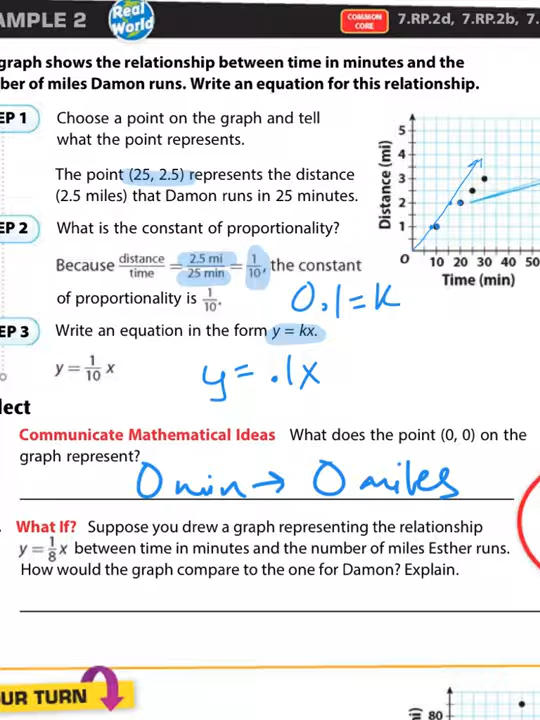 AMPLE 2
Real World
COMMON CORE
7.RP.2d, 7.RP.2b, 7.
graph shows the relationship between time in minutes and the
ber of miles Damon runs. Write an equation for this relationship.
EP 1
Choose a point on the graph and tell
what the point represents.
The point (25, 2.5) represents the distance
(2.5 miles) that Damon runs in 25 minutes.
Distance (mi)
5
4
3
2
1
O 10 20 30 40 50
Time (min)
EP 2
What is the constant of proportionality?
Because distance/time = 2.5 mi/25 min = 1/10, the constant
of proportionality is 1/10.
0.1=k
EP 3
Write an equation in the form y = kx.
y = 1/10 x
y = .1x
lect
Communicate Mathematical Ideas What does the point (0, 0) on the
graph represent?
0 min → 0 miles
What If? Suppose you drew a graph representing the relationship
y = 1/8 x between time in minutes and the number of miles Esther runs.
How would the graph compare to the one for Damon? Explain.
UR TURN
80